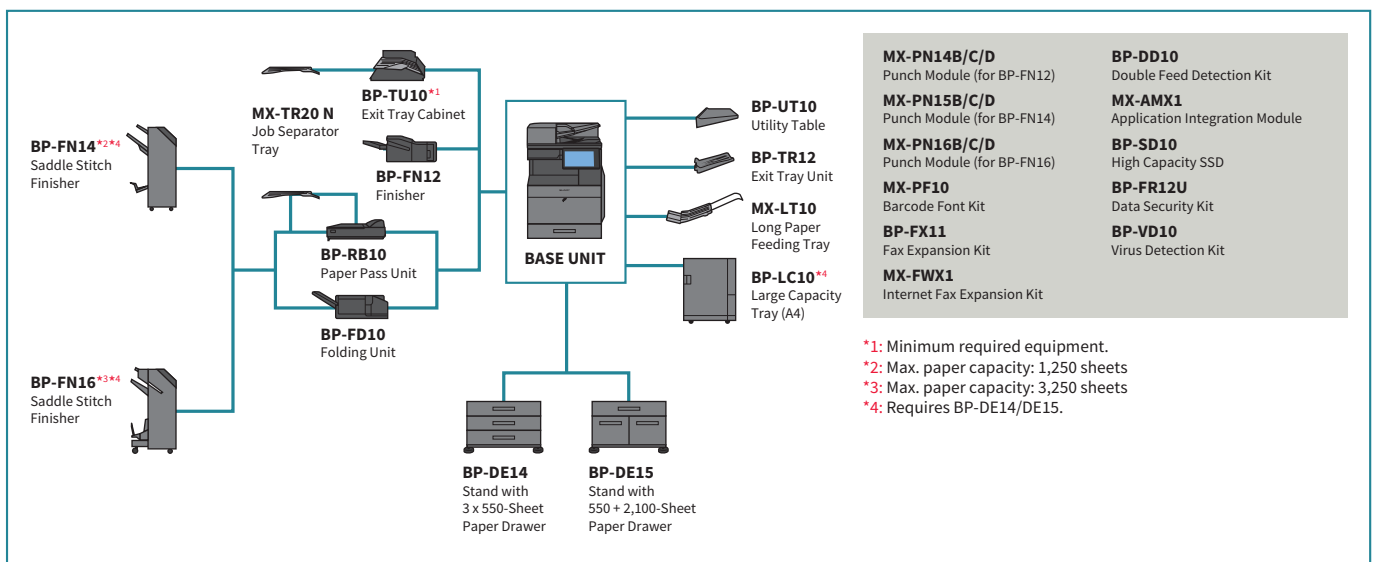 MX-TR20 N
Job Separator
Tray
BP-TU10*1
Exit Tray Cabinet
BP-FN14*2*4
Saddle Stitch
Finisher
BP-FN12
Finisher
BP-RB10
Paper Pass Unit
BP-FD10
Folding Unit
BP-FN16*3*4
Saddle Stitch
Finisher
BASE UNIT
BP-UT10
Utility Table
BP-TR12
Exit Tray Unit
MX-LT10
Long Paper
Feeding Tray
BP-LC10*4
Large Capacity
Tray (A4)
BP-DE14
Stand with
3 x 550-Sheet
Paper Drawer
BP-DE15
Stand with
550 + 2,100-Sheet
Paper Drawer
MX-PN14B/C/D
Punch Module (for BP-FN12)
MX-PN15B/C/D
Punch Module (for BP-FN14)
MX-PN16B/C/D
Punch Module (for BP-FN16)
MX-PF10
Barcode Font Kit
BP-FX11
Fax Expansion Kit
MX-FWX1
Internet Fax Expansion Kit
BP-DD10
Double Feed Detection Kit
MX-AMX1
Application Integration Module
BP-SD10
High Capacity SSD
BP-FR12U
Data Security Kit
BP-VD10
Virus Detection Kit
*1: Minimum required equipment.
*2: Max. paper capacity: 1,250 sheets
*3: Max. paper capacity: 3,250 sheets
*4: Requires BP-DE14/DE15.